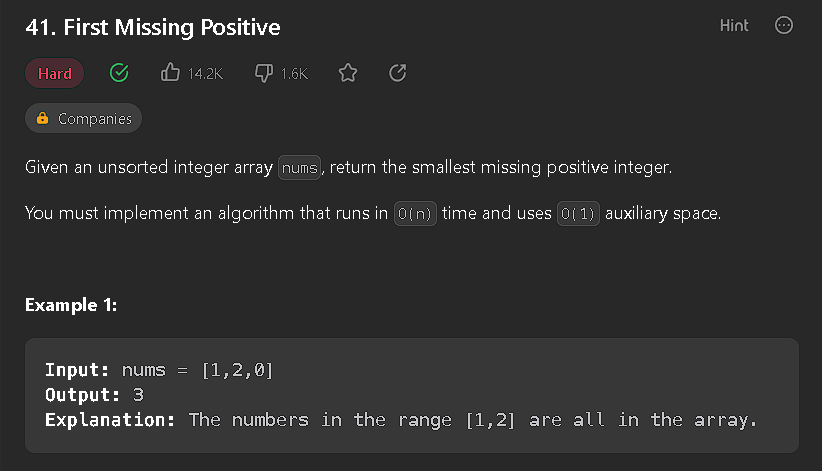 41. First Missing Positive
Hint
Hard
14.2K
1.6K
Companies
Given an unsorted integer array nums, return the smallest missing positive integer.
You must implement an algorithm that runs in O(n) time and uses O(1) auxiliary space.
Example 1:
Input: nums = [1,2,0]
Output: 3
Explanation: The numbers in the range [1,2] are all in the array.